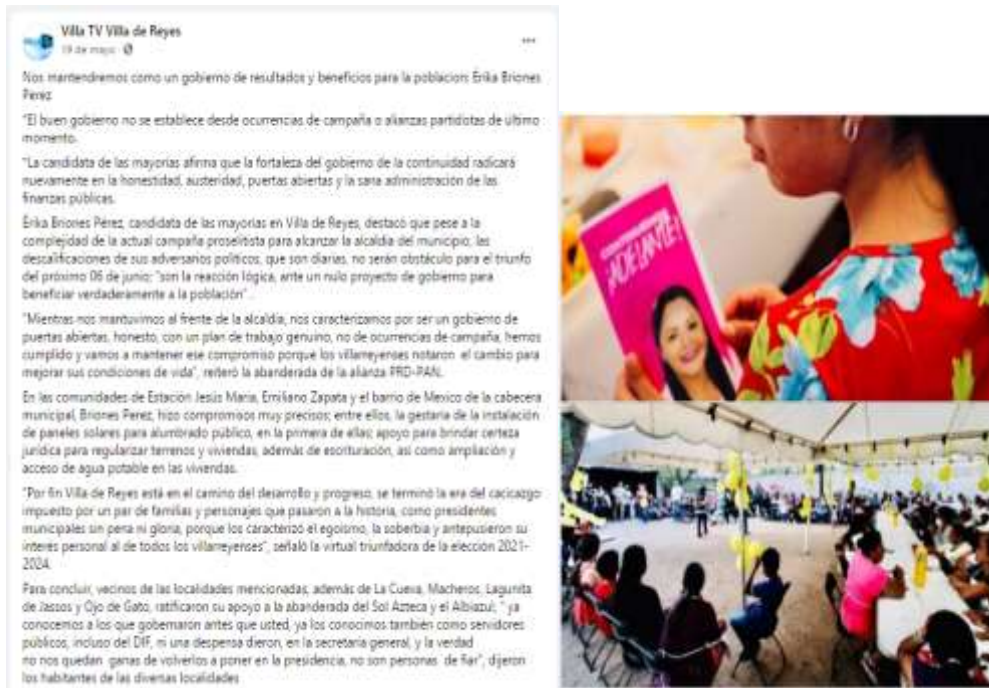 Villa TV Villa de Reyes
19 de mayo
Nos mantendremos como un gobierno de resultados y beneficios para la poblacion: Érika Briones
Perez
"El buen gobierno no se establece desde ocurrencias de campaña o alianzas partidistas de último
momento.
"La candidata de las mayorías afirma que la fortaleza del gobierno de la continuidad radicará
nuevamente en la honestidad, austeridad, puertas abiertas y la sana administración de las
finanzas públicas.
Érika Briones Pérez, candidata de las mayorías en Villa de Reyes, destacó que pese a la
complejidad de la actual campaña proselitista para alcanzar la alcaldía del municipio, las
descalificaciones de sus adversarios políticos, que son diarias, no serán obstáculo para el triunfo
del próximo 06 de junio; "son la reacción lógica, ante un nulo proyecto de gobierno para
beneficiar verdaderamente a la población".
"Mientras nos mantuvimos al frente de la alcaldía, nos caracterizamos por ser un gobierno de
puertas abiertas, honesto, con un plan de trabajo genuino, no de ocurrencias de campaña, hemos
cumplido y vamos a mantener ese compromiso porque los villarreyenses notaron el cambio para
mejorar sus condiciones de vida", reiteró la abanderada de la alianza PRD-PAN.
En las comunidades de Estación Jesús María, Emiliano Zapata y el barrio de Mexico de la cabecera
municipal, Briones Perez, hizo compromisos muy precisos; entre ellos, la gestoria de la instalación
de paneles solares para alumbrado público, en la primera de ellas; apoyo para brindar certeza
jurídica para regularizar terrenos y viviendas, además de escrituración, así como ampliación y
acceso de agua potable en las viviendas.
"Por fin Villa de Reyes está en el camino del desarrollo y progreso, se terminó la era del cacicazgo
impuesto por un par de familias y personajes que pasaron a la historia, como presidentes
municipales sin pena ni gloria, porque los caracterizó el egoísmo, la soberbia y antepusieron su
interés personal al de todos los villarreyenses", señaló la virtual triunfadora de la elección 2021-
2024.
Para concluir, vecinos de las localidades mencionadas, además de La Cueva, Macheros, Lagunita
de Jassos y Ojo de Gato, ratificaron su apoyo a la abanderada del Sol Azteca y el Albiazul; " ya
conocemos a los que gobernaron antes que usted, ya los conocimos también como servidores
públicos, incluso del DIF, ni una despensa dieron, en la secretaria general, y la verdad
no nos quedan ganas de volverlos a poner en la presidencia, no son personas de fiar", dijeron
los habitantes de las diversas localidades
¡ADELANTE!